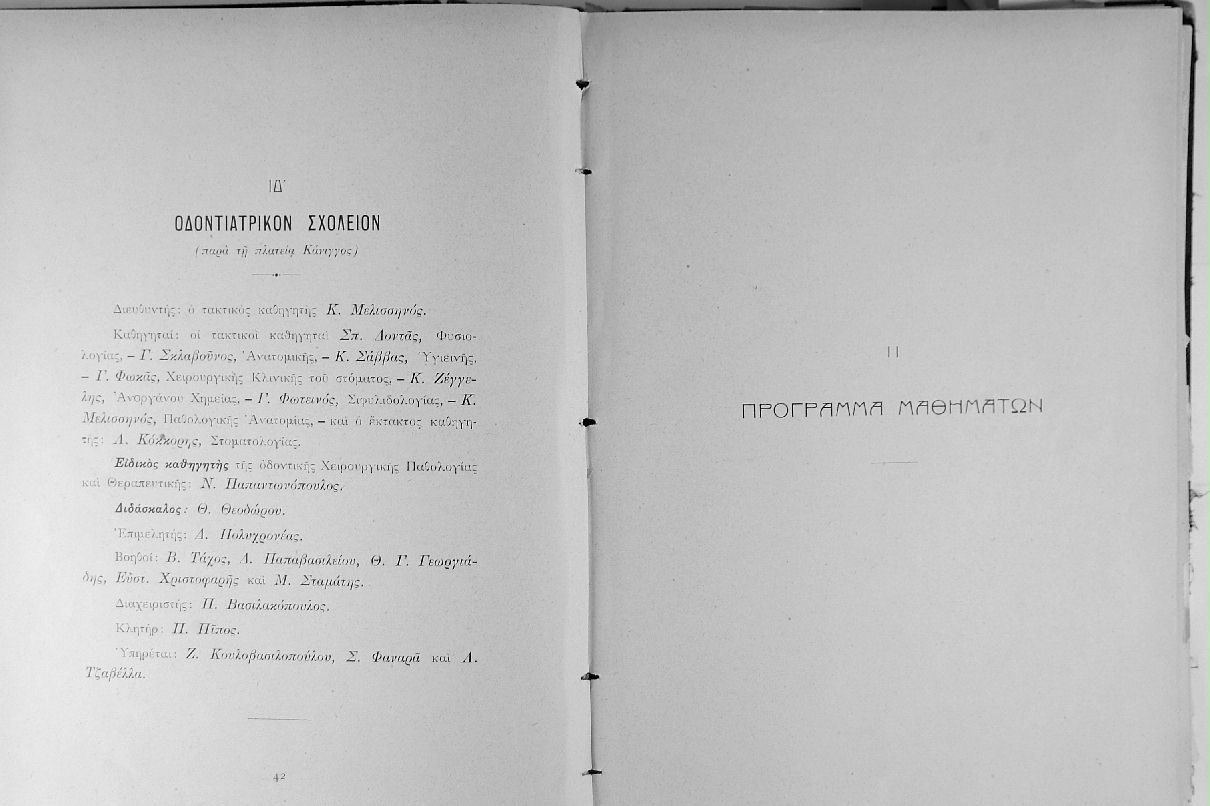 ΙΔ΄
ΟΔΟΝΤΙΑΤΡΙΚΟΝ ΣΧΟΛΕΙΟΝ
(παρὰ τῇ πλατείᾳ Κάνιγγος)
Διευθυντής: ὁ τακτικὸς καθηγητὴς Κ. Μελισσηνός.
Καθηγηταί: οἱ τακτικοὶ καθηγηταὶ Σπ. Δοντᾶς, Φυσιο-
λογίας, – Γ. Σκλαβοῦνος, Ἀνατομικῆς, – Κ. Σάββας, Ὑγιεινῆς,
– Γ. Φωκᾶς, Χειρουργικῆς Κλινικῆς τοῦ στόματος, – Κ. Ζέγγε-
λης, Ἀνοργάνου Χημείας, – Γ. Φωτεινός, Συφιλιδολογίας, – Κ.
Μελισσηνός, Παθολογικῆς Ἀνατομίας, – καὶ ὁ ἔκτακτος καθηγη-
τής: Α. Κόκκορης, Στοματολογίας.
Εἰδικὸς καθηγητὴς τῆς ὀδοντικῆς Χειρουργικῆς Παθολογίας
καὶ Θεραπευτικῆς: Ν. Παπαντωνόπουλος.
Διδάσκαλος: Θ. Θεοδώρου.
Ἐπιμελητής: Δ. Πολυχρονέας.
Βοηθοί: Β. Τάχος, Δ. Παπαβασιλείου, Θ. Γ. Γεωργιά-
δης, Εὐστ. Χριστοφαρῆς καὶ Μ. Σταμάτης.
Διαχειριστής: Π. Βασιλακόπουλος.
Κλητήρ: Π. Πῖπος.
Ὑπηρέται: Ζ. Κουλοβασιλοπούλου, Σ. Φαναρᾶ καὶ Α.
Τζαβέλλα.
42
ΙΙ
ΠΡΟΓΡΑΜΜΑ ΜΑΘΗΜΑΤΩΝ